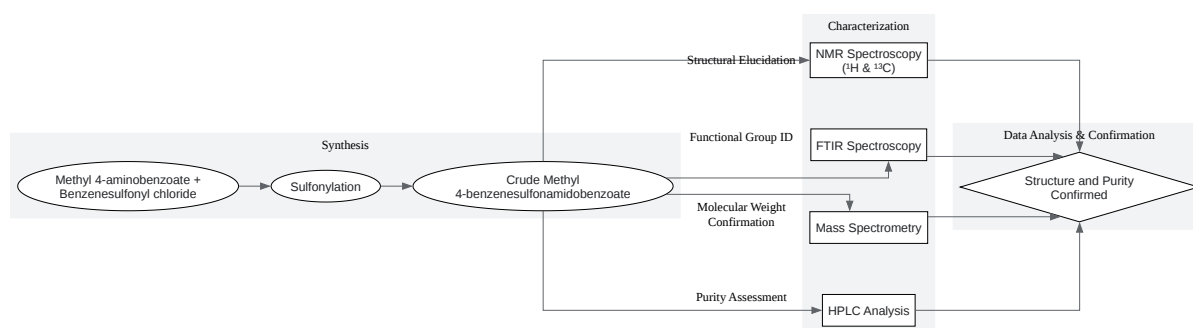 Synthesis
Methyl 4-aminobenzoate +
Benzenesulfonyl chloride
Sulfonylation
Crude Methyl
4-benzenesulfonamidobenzoate
Structural Elucidation
Functional Group ID
Molecular Weight
Confirmation
Purity Assessment
Characterization
NMR Spectroscopy
(¹H & ¹³C)
FTIR Spectroscopy
Mass Spectrometry
HPLC Analysis
Data Analysis & Confirmation
Structure and Purity
Confirmed